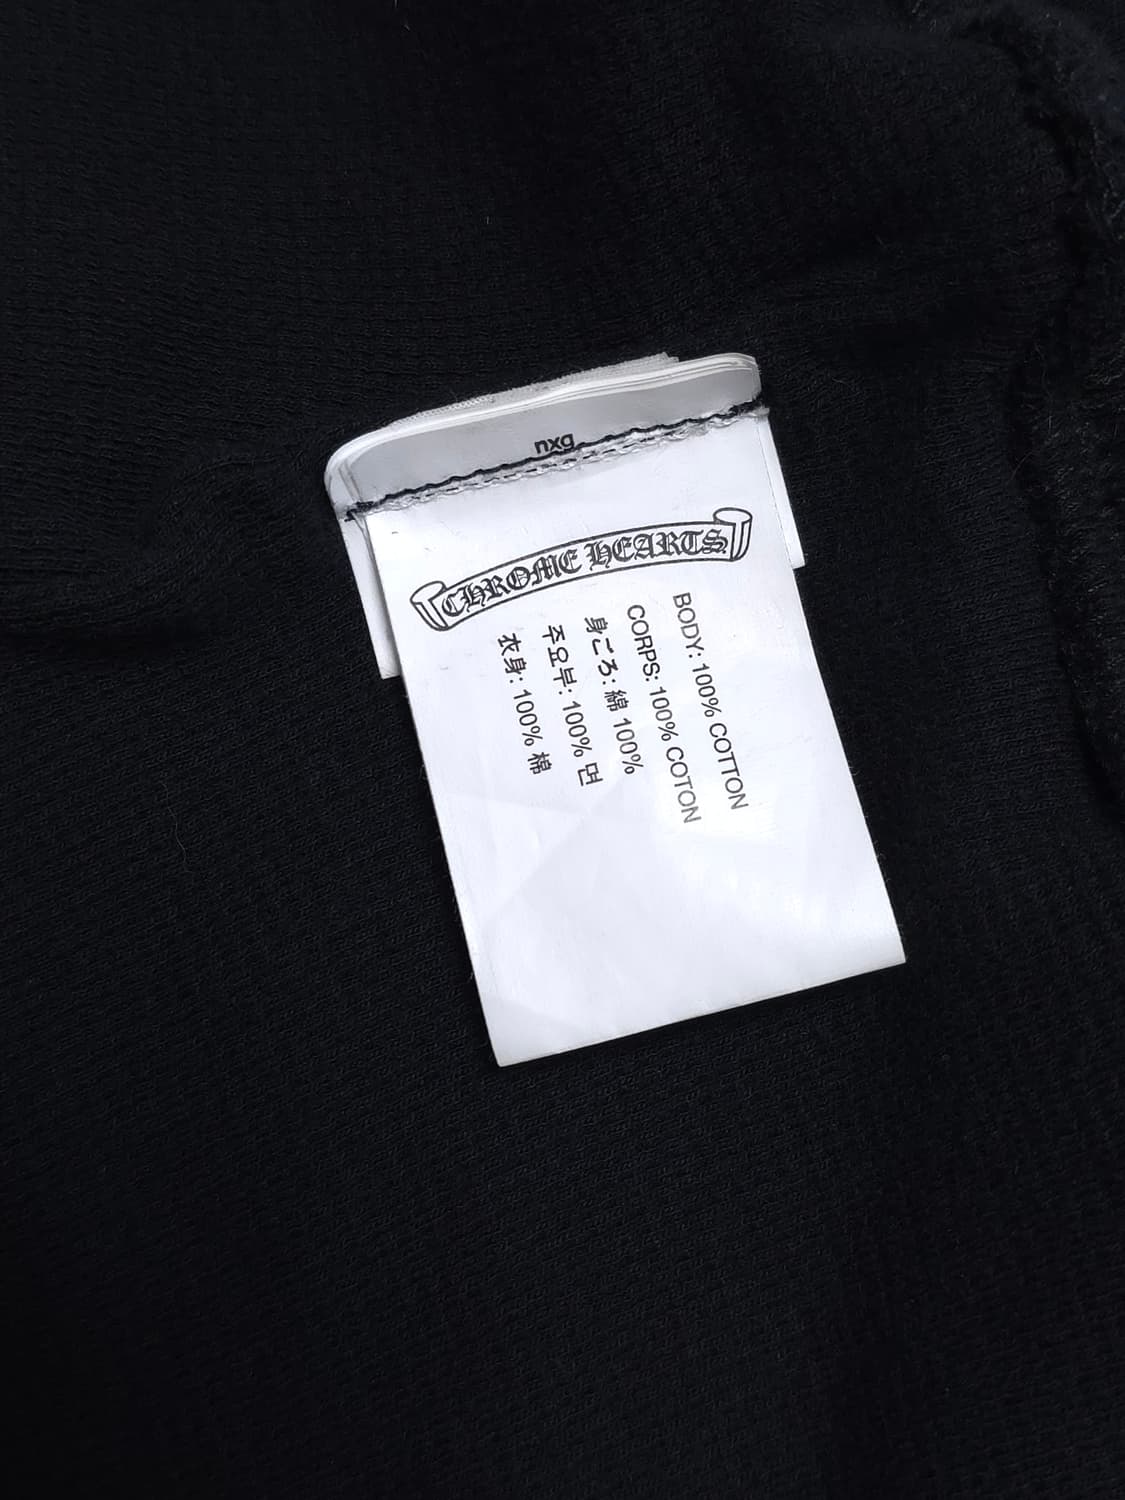 nxg
CHROME HEARTS
BODY: 100% COTTON
CORPS: 100% COTON
身ごろ: 綿 100%
주요부: 100% 면
衣身: 100% 棉